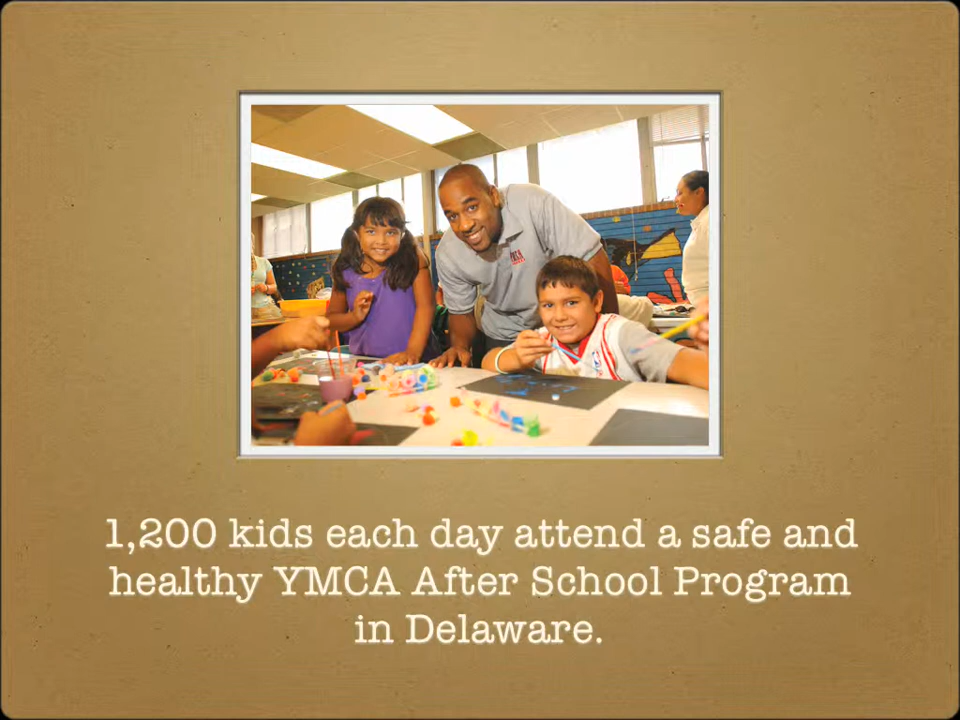 1,200 kids each day attend a safe and
healthy YMCA After School Program
in Delaware.